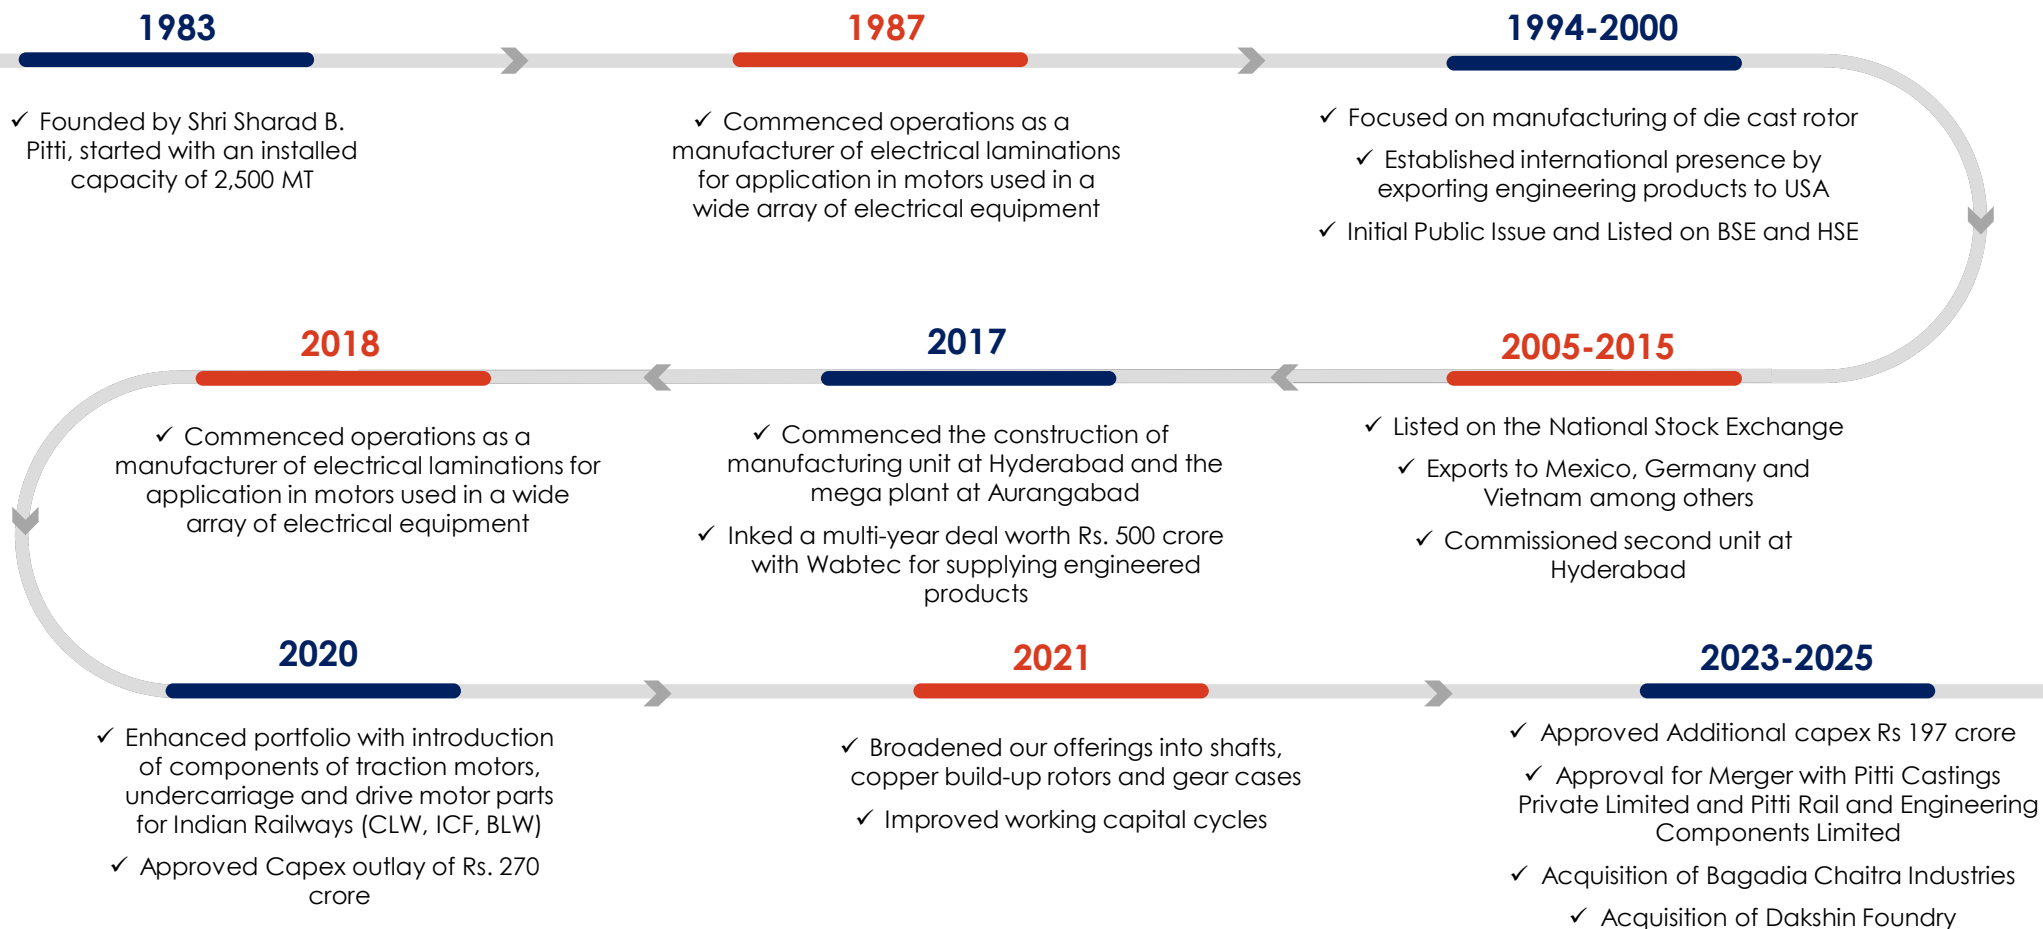 1983
✓ Founded by Shri Sharad B.
Pitti, started with an installed
capacity of 2,500 MT
1987
✓ Commenced operations as a
manufacturer of electrical laminations
for application in motors used in a
wide array of electrical equipment
1994-2000
✓ Focused on manufacturing of die cast rotor
✓ Established international presence by
exporting engineering products to USA
✓ Initial Public Issue and Listed on BSE and HSE
2005-2015
✓ Listed on the National Stock Exchange
✓ Exports to Mexico, Germany and
Vietnam among others
✓ Commissioned second unit at
Hyderabad
2017
✓ Commenced the construction of
manufacturing unit at Hyderabad and the
mega plant at Aurangabad
✓ Inked a multi-year deal worth Rs. 500 crore
with Wabtec for supplying engineered
products
2018
✓ Commenced operations as a
manufacturer of electrical laminations for
application in motors used in a wide
array of electrical equipment
2020
✓ Enhanced portfolio with introduction
of components of traction motors,
undercarriage and drive motor parts
for Indian Railways (CLW, ICF, BLW)
✓ Approved Capex outlay of Rs. 270
crore
2021
✓ Broadened our offerings into shafts,
copper build-up rotors and gear cases
✓ Improved working capital cycles
2023-2025
✓ Approved Additional capex Rs 197 crore
✓ Approval for Merger with Pitti Castings
Private Limited and Pitti Rail and Engineering
Components Limited
✓ Acquisition of Bagadia Chaitra Industries
✓ Acquisition of Dakshin Foundry